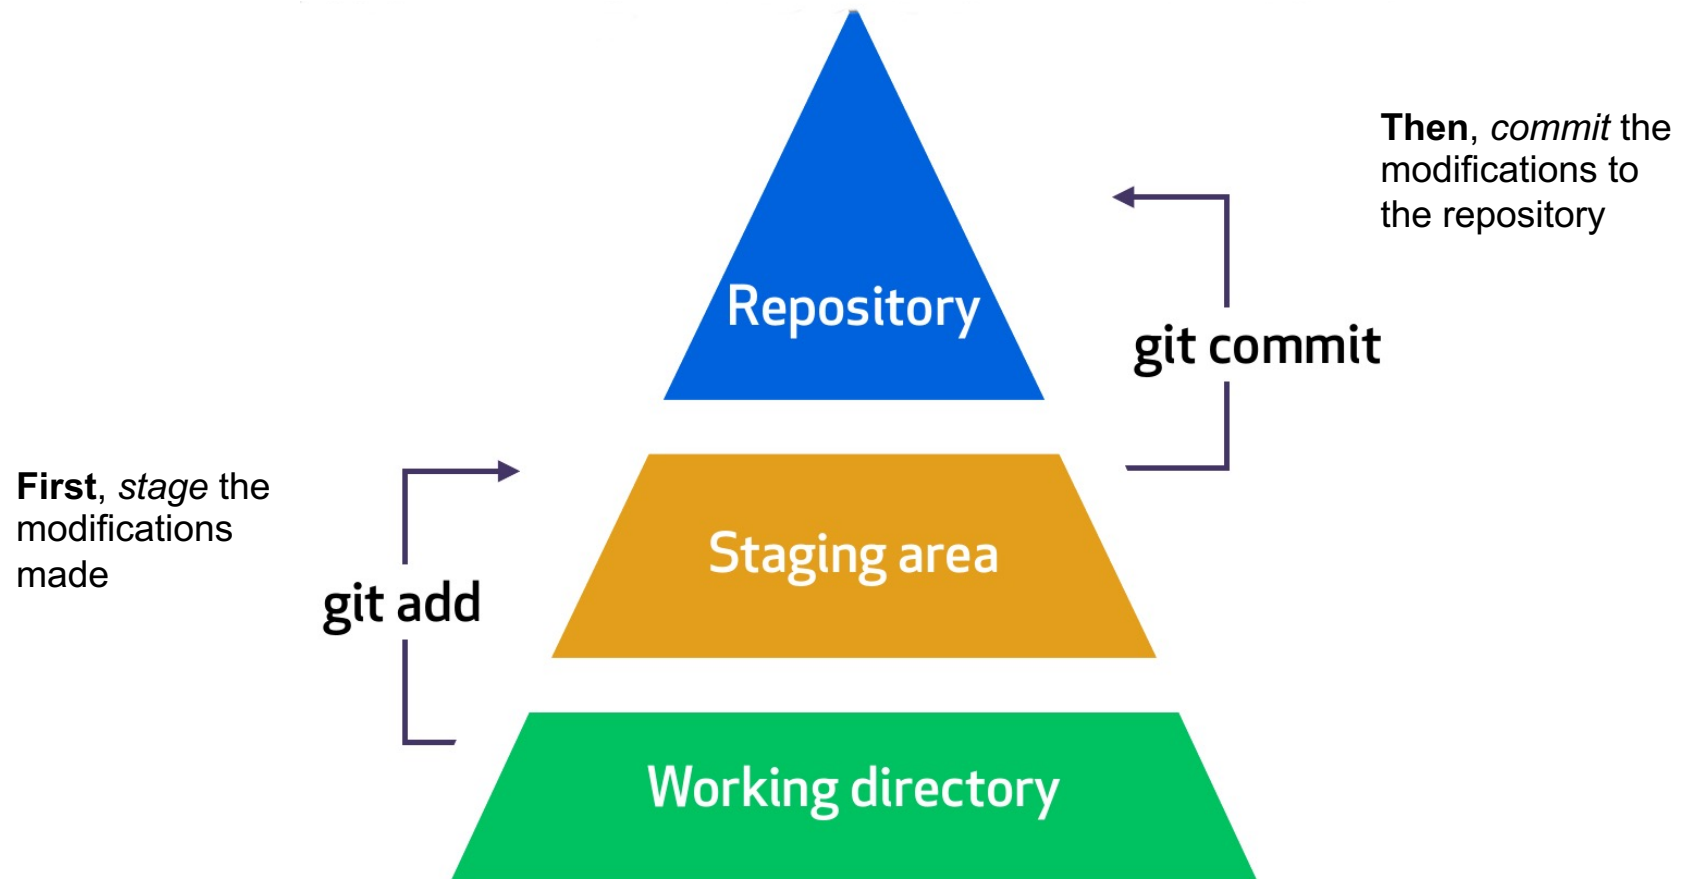 Then, commit the
modifications to
the repository
Repository
git commit
First, stage the
modifications
made
Staging area
git add
Working directory